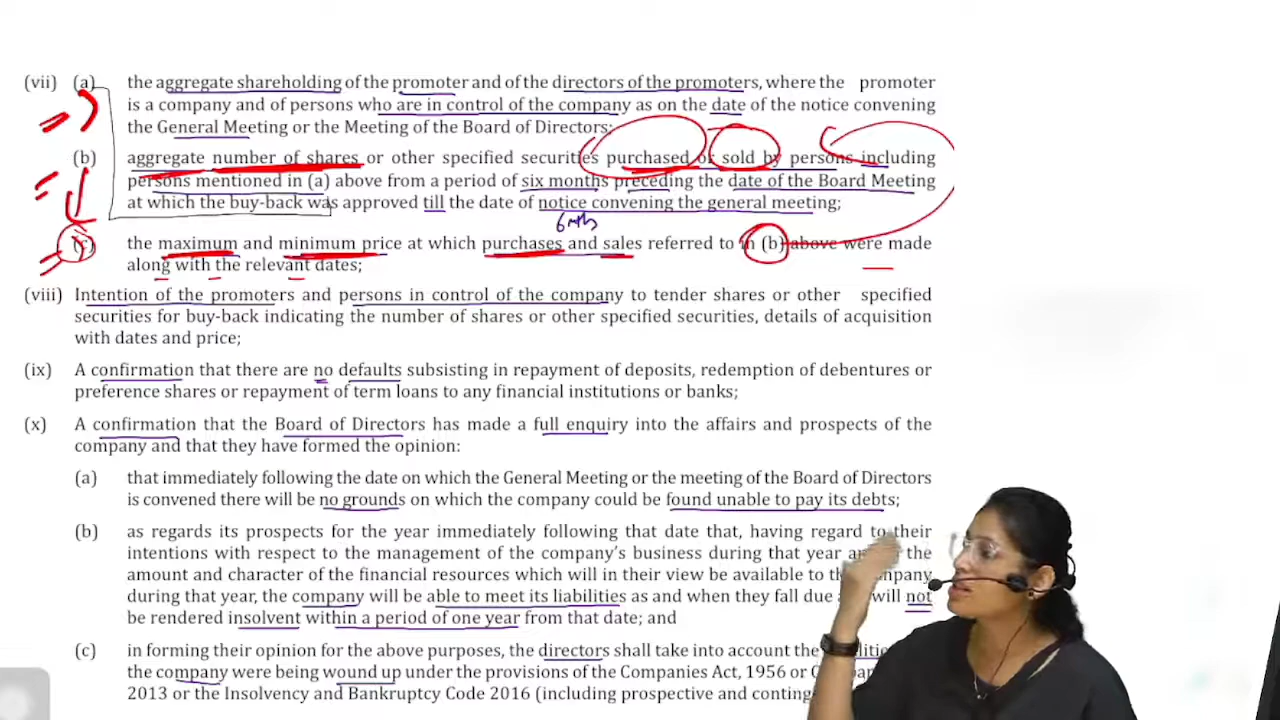 (vii) (a) the aggregate shareholding of the promoter and of the directors of the promoters, where the promoter
is a company and of persons who are in control of the company as on the date of the notice convening
the General Meeting or the Meeting of the Board of Directors;
(b) aggregate number of shares or other specified securities purchased or sold by persons including
persons mentioned in (a) above from a period of six months preceding the date of the Board Meeting
at which the buy-back was approved till the date of notice convening the general meeting;
6 mths
the maximum and minimum price at which purchases and sales referred to in (b) above were made
along with the relevant dates;
(viii) Intention of the promoters and persons in control of the company to tender shares or other specified
securities for buy-back indicating the number of shares or other specified securities, details of acquisition
with dates and price;
(ix) A confirmation that there are no defaults subsisting in repayment of deposits, redemption of debentures or
preference shares or repayment of term loans to any financial institutions or banks;
(x) A confirmation that the Board of Directors has made a full enquiry into the affairs and prospects of the
company and that they have formed the opinion:
(a) that immediately following the date on which the General Meeting or the meeting of the Board of Directors
is convened there will be no grounds on which the company could be found unable to pay its debts;
(b) as regards its prospects for the year immediately following that date that, having regard to their
intentions with respect to the management of the company's business during that year the
amount and character of the financial resources which will in their view be available to
during that year, the company will be able to meet its liabilities as and when they fall due will not
be rendered insolvent within a period of one year from that date; and
(c) in forming their opinion for the above purposes, the directors shall take into account the
the company were being wound up under the provisions of the Companies Act, 1956 or
2013 or the Insolvency and Bankruptcy Code 2016 (including prospective and